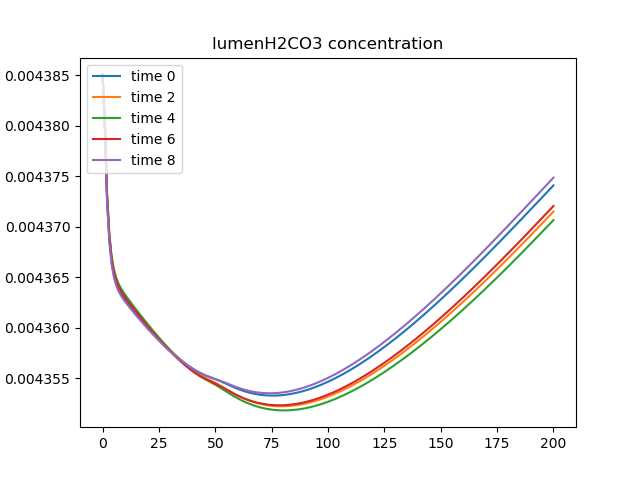 lumenH2CO3 concentration
0.004385
0.004380
0.004375
0.004370
0.004365
0.004360
0.004355
time 0
time 2
time 4
time 6
time 8
0 25 50 75 100 125 150 175 200